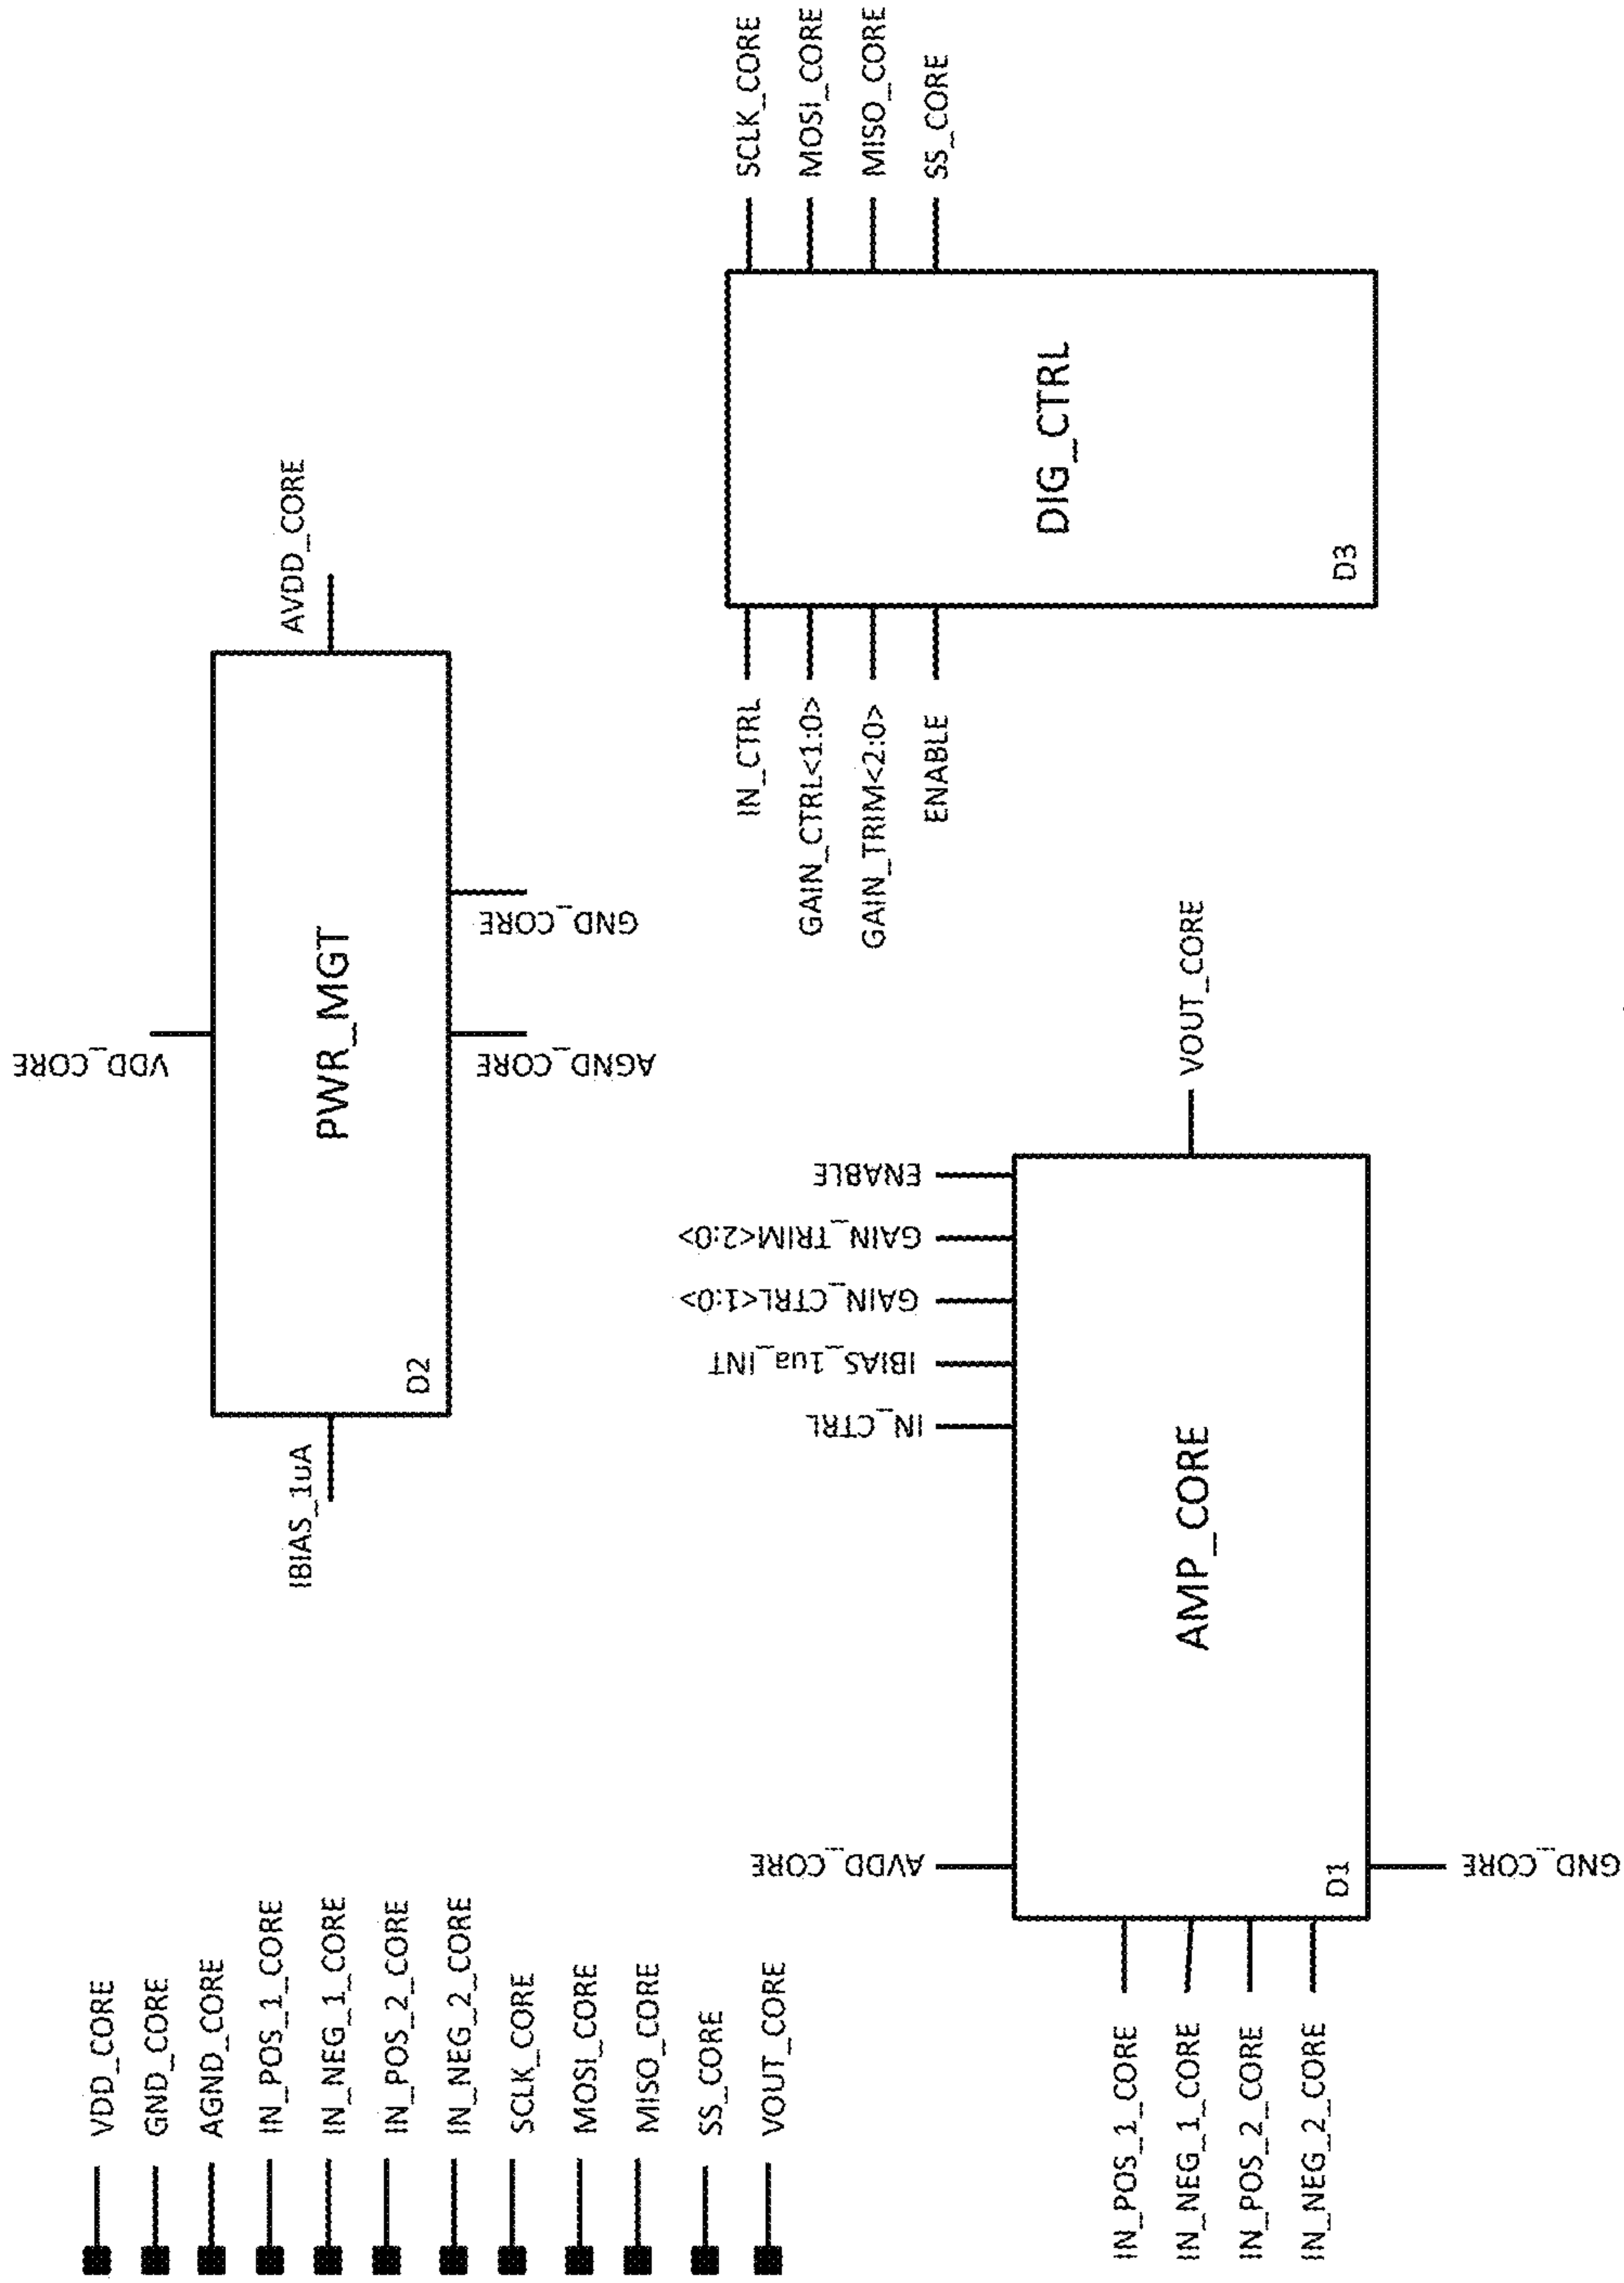 VDD_CORE
GND_CORE
AGND_CORE
IN_POS_1_CORE
IN_NEG_1_CORE
IN_POS_2_CORE
IN_NEG_2_CORE
SCLK_CORE
MOSI_CORE
MISO_CORE
SS_CORE
VOUT_CORE
VDD_CORE
IBIAS_1uA
PWR_MGT
AVDD_CORE
D2
AGND_CORE
GND_CORE
AVDD_CORE
IN_CTRL
IBIAS_1ua_INT
GAIN_CTRL<1:0>
GAIN_TRIM<2:0>
ENABLE
IN_POS_1_CORE
IN_NEG_1_CORE
IN_POS_2_CORE
IN_NEG_2_CORE
AMP_CORE
VOUT_CORE
D1
GND_CORE
IN_CTRL
GAIN_CTRL<1:0>
GAIN_TRIM<2:0>
ENABLE
DIG_CTRL
D3
SCLK_CORE
MOSI_CORE
MISO_CORE
SS_CORE